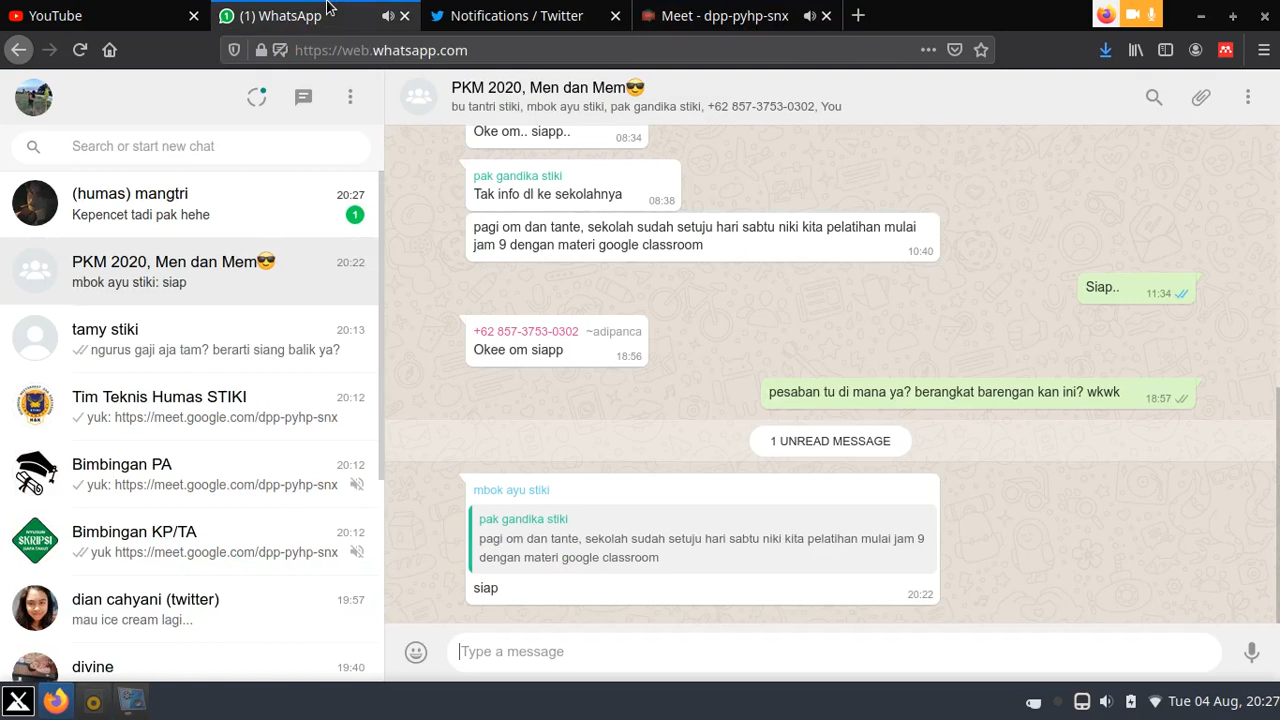 YouTube
(1) WhatsApp
Notifications / Twitter
Meet - dpp-pyhp-snx
https://web.whatsapp.com
Search or start new chat
(humas) mangtri
20:27
Kepencet tadi pak hehe
1
PKM 2020, Men dan Mem😎
20:22
mbok ayu stiki: siap
tamy stiki
20:13
ngurus gaji aja tam? berarti siang balik ya?
Tim Teknis Humas STIKI
20:12
yuk: https://meet.google.com/dpp-pyhp-snx
Bimbingan PA
20:12
yuk: https://meet.google.com/dpp-pyhp-snx
Bimbingan KP/TA
20:12
yuk https://meet.google.com/dpp-pyhp-snx
SKRIPSI
dian cahyani (twitter)
19:57
mau ice cream lagi...
divine
19:40
PKM 2020, Men dan Mem😎
bu tantri stiki, mbok ayu stiki, pak gandika stiki, +62 857-3753-0302, You
Oke om.. siapp..
08:34
pak gandika stiki
Tak info dl ke sekolahnya
08:38
pagi om dan tante, sekolah sudah setuju hari sabtu niki kita pelatihan mulai
jam 9 dengan materi google classroom
10:40
Siap..
11:34
+62 857-3753-0302 ~adipanca
Okee om siapp
18:56
pesaban tu di mana ya? berangkat barengan kan ini? wkwk
18:57
1 UNREAD MESSAGE
mbok ayu stiki
pak gandika stiki
pagi om dan tante, sekolah sudah setuju hari sabtu niki kita pelatihan mulai jam 9
dengan materi google classroom
siap
20:22
Type a message
Tue 04 Aug, 20:27